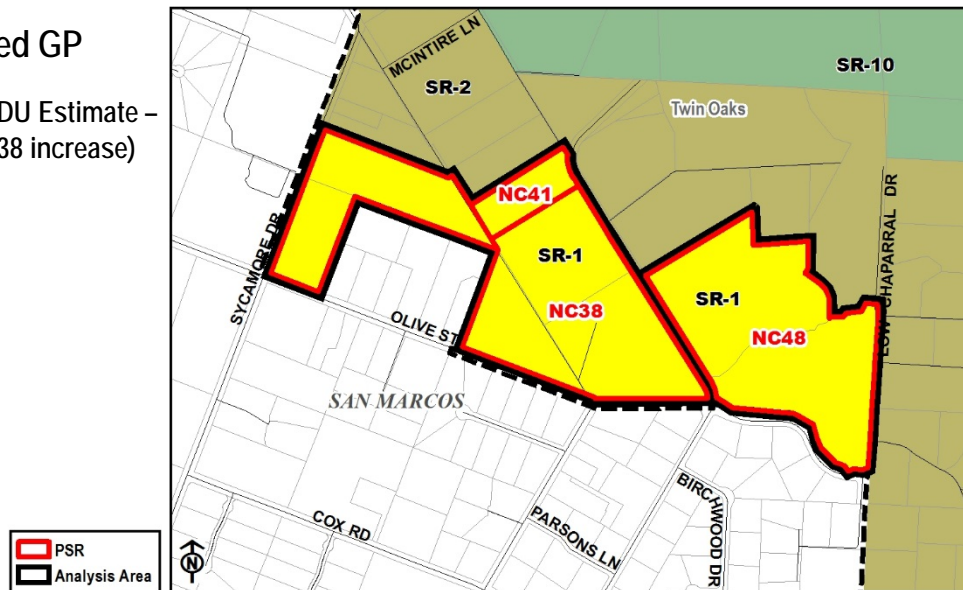 ed GP
DU Estimate –
38 increase)
MCINTIRE LN
SR-2
SR-10
Twin Oaks
NC41
SR-1
NC38
SR-1
NC48
SYCAMORE DR
OLIVE ST
SAN MARCOS
CHAPARRAL DR
COX RD
PARSONS LN
BIRCHWOOD DR
N
PSR
Analysis Area